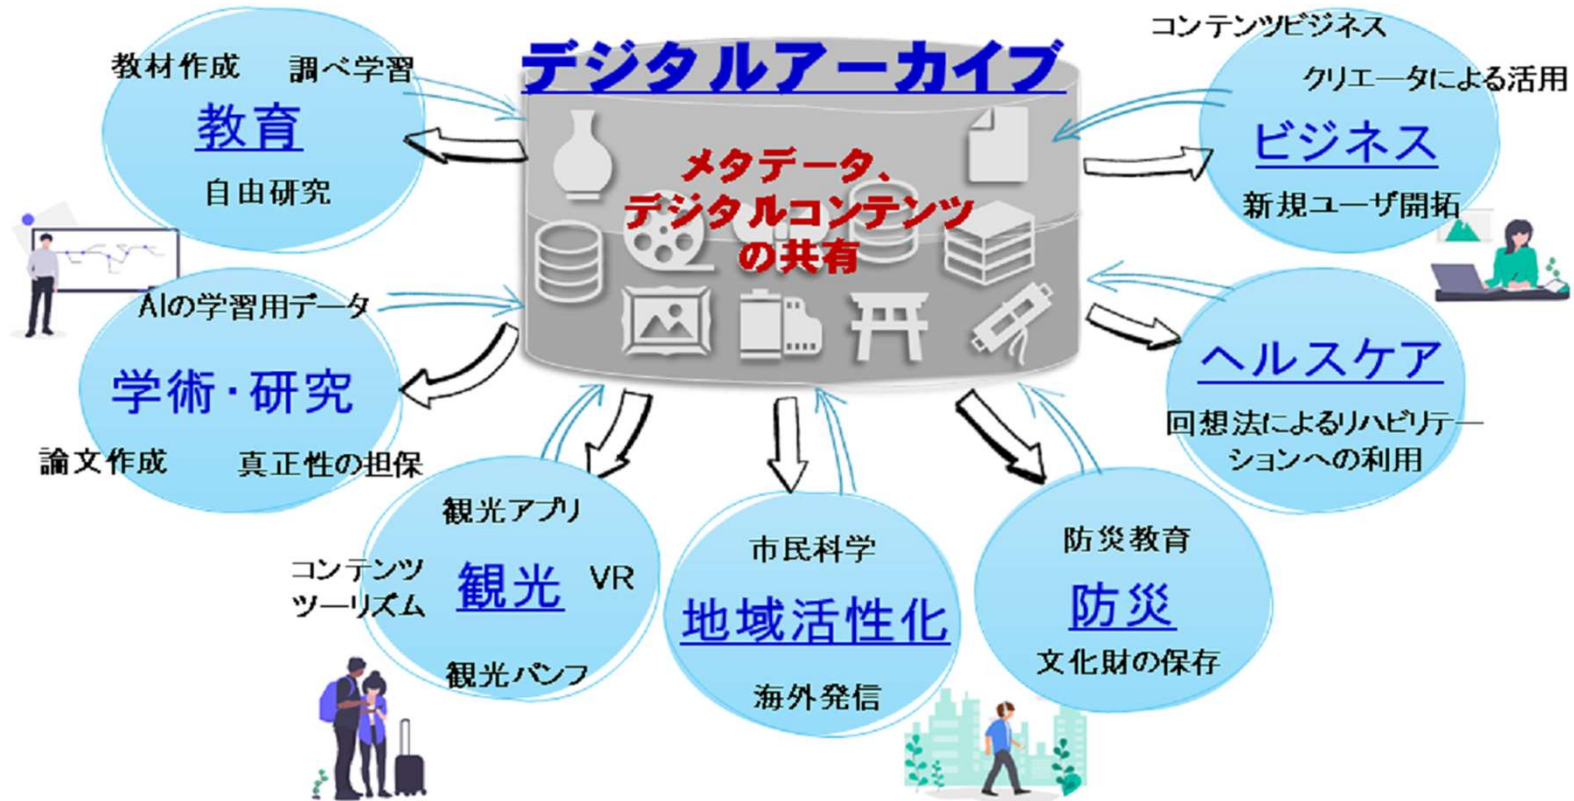 デジタルアーカイブ
メタデータ、
デジタルコンテンツ
の共有
教材作成
調べ学習
教育
自由研究
AIの学習用データ
学術・研究
論文作成
真正性の担保
観光アプリ
コンテンツ
ツーリズム
観光
VR
観光パンフ
市民科学
地域活性化
海外発信
防災教育
防災
文化財の保存
ヘルスケア
回想法によるリハビリテー
ションへの利用
コンテンツビジネス
クリエータによる活用
ビジネス
新規ユーザ開拓